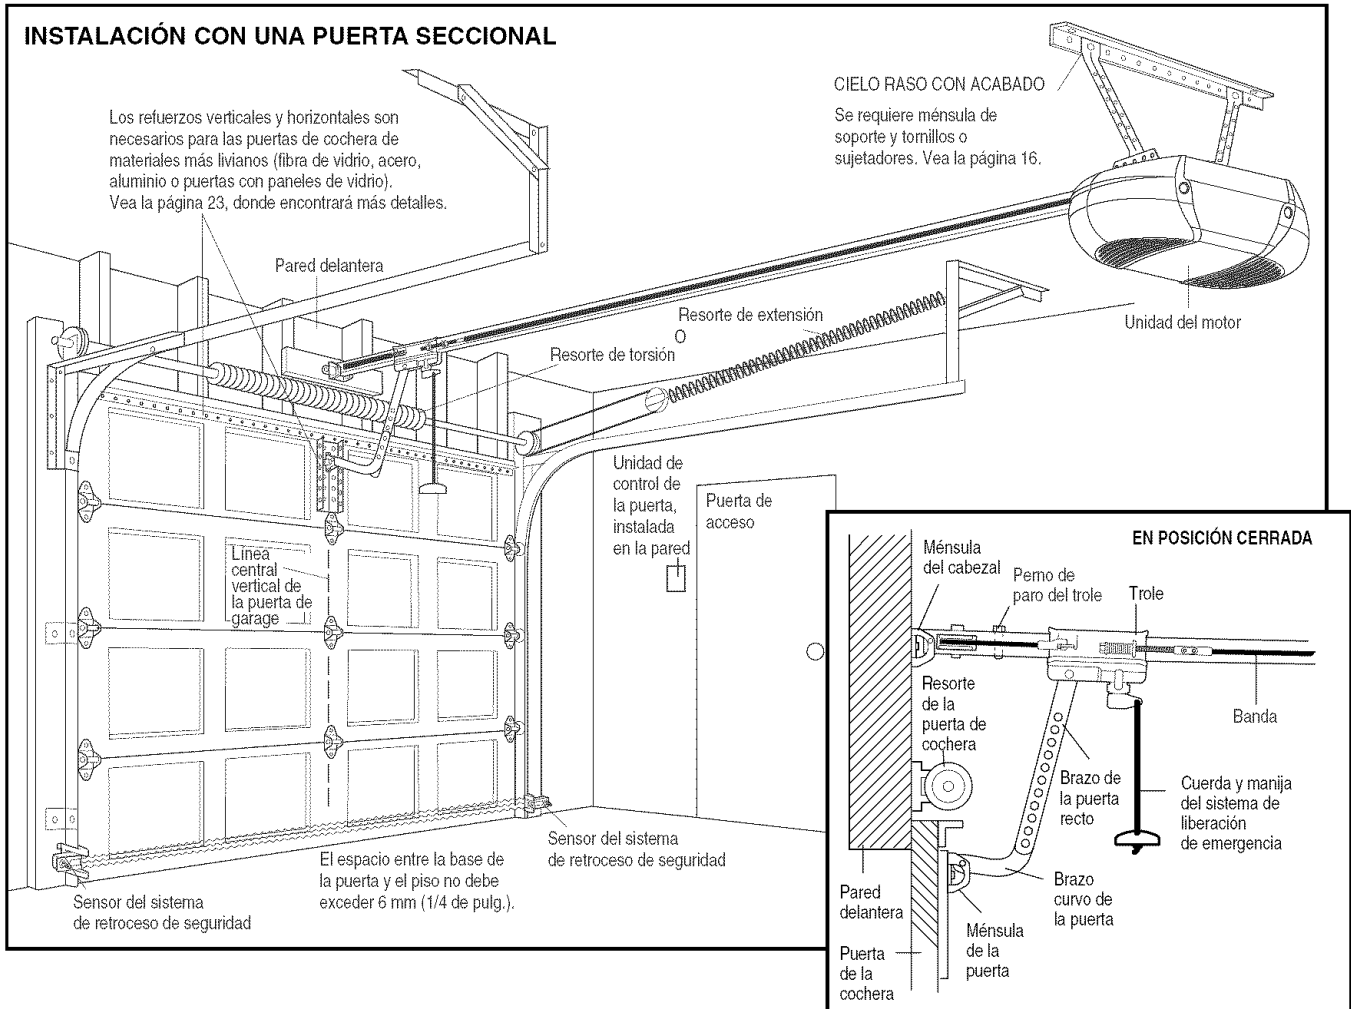 INSTALACIÓN CON UNA PUERTA SECCIONAL
Los refuerzos verticales y horizontales son
necesarios para las puertas de cochera de
materiales más livianos (fibra de vidrio, acero,
aluminio o puertas con paneles de vidrio).
Vea la página 23, donde encontrará más detalles.
CIELO RASO CON ACABADO
Se requiere ménsula de
soporte y tornillos o
sujetadores. Vea la página 16.
Pared delantera
Resorte de extensión
O
Resorte de torsión
Unidad del motor
Unidad de
control de
la puerta,
instalada
en la pared
Puerta de
acceso
Línea
central
vertical de
la puerta de
garage
Sensor del sistema
de retroceso de seguridad
El espacio entre la base de
la puerta y el piso no debe
exceder 6 mm (1/4 de pulg.).
Sensor del sistema
de retroceso de seguridad
EN POSICIÓN CERRADA
Ménsula
del cabezal
Perno de
paro del trole
Trole
Resorte
de la
puerta de
cochera
Banda
Brazo de
la puerta
recto
Cuerda y manija
del sistema de
liberación
de emergencia
Pared
delantera
Brazo
curvo de
la puerta
Ménsula
de la
puerta
Puerta
de la
cochera